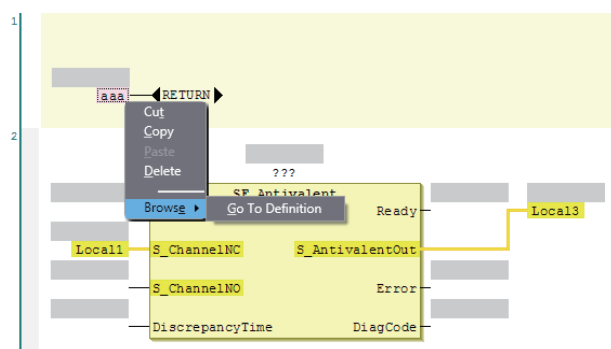 1
aaa RETURN
Cut
Copy
Paste
Delete
Browse
Go To Definition
2
???
SF_Antivalent
Ready
Local3
Local1 S_ChannelNC S_AntivalentOut
S_ChannelNO Error
DiscrepancyTime DiagCode